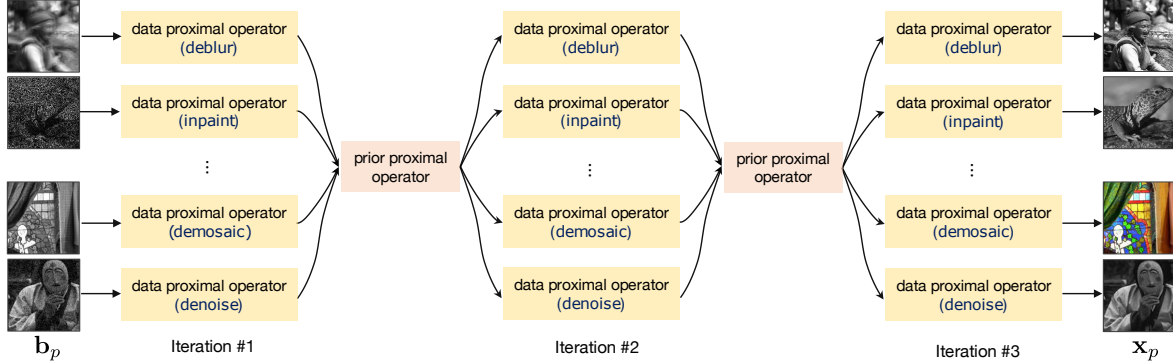 data proximal operator
(deblur)
data proximal operator
(deblur)
data proximal operator
(deblur)
data proximal operator
(inpaint)
data proximal operator
(inpaint)
data proximal operator
(inpaint)
prior proximal
operator
prior proximal
operator
⋮
⋮
⋮
data proximal operator
(demosaic)
data proximal operator
(demosaic)
data proximal operator
(demosaic)
data proximal operator
(denoise)
data proximal operator
(denoise)
data proximal operator
(denoise)
b_p
Iteration #1
Iteration #2
Iteration #3
x_p